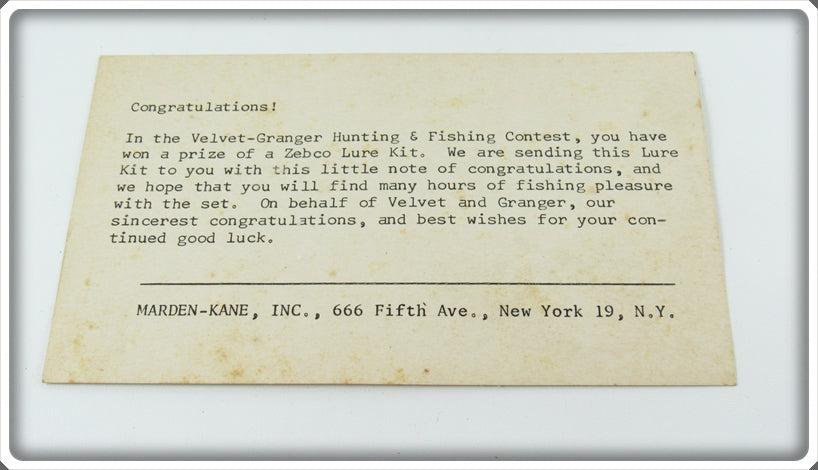 Congratulations!
In the Velvet-Granger Hunting & Fishing Contest, you have
won a prize of a Zebco Lure Kit. We are sending this Lure
Kit to you with this little note of congratulations, and
we hope that you will find many hours of fishing pleasure
with the set. On behalf of Velvet and Granger, our
sincerest congratulations, and best wishes for your con-
tinued good luck.
MARDEN-KANE, INC., 666 Fifth Ave., New York 19, N.Y.